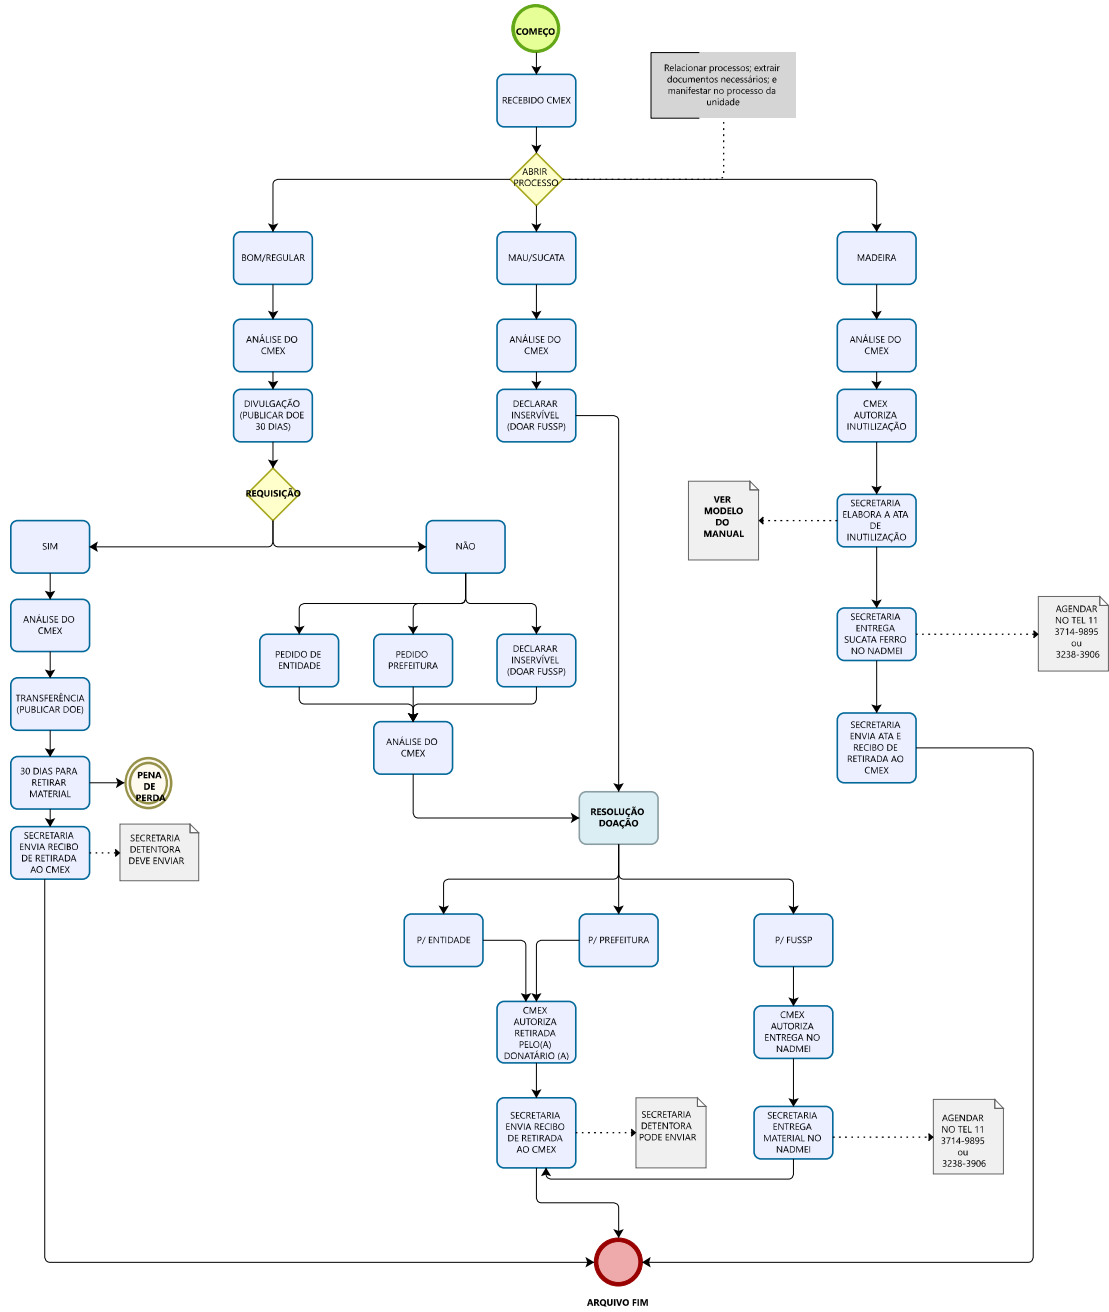 COMEÇO
Relacionar processos; extrair
documentos necessários; e
manifestar no processo da
unidade
RECEBIDO CMEX
ABRIR
PROCESSO
BOM/REGULAR
MAU/SUCATA
MADEIRA
ANÁLISE DO
CMEX
ANÁLISE DO
CMEX
ANÁLISE DO
CMEX
DIVULGAÇÃO
(PUBLICAR DOE
30 DIAS)
DECLARAR
INSERVÍVEL
(DOAR FUSSP)
CMEX
AUTORIZA
INUTILIZAÇÃO
REQUISIÇÃO
VER
MODELO
DO
MANUAL
SECRETARIA
ELABORA A ATA
DE
INUTILIZAÇÃO
SIM
NÃO
ANÁLISE DO
CMEX
PEDIDO DE
ENTIDADE
PEDIDO
PREFEITURA
DECLARAR
INSERVÍVEL
(DOAR FUSSP)
SECRETARIA
ENTREGA
SUCATA FERRO
NO NADMEI
AGENDAR
NO TEL 11
3714-9895
ou
3238-3906
TRANSFERÊNCIA
(PUBLICAR DOE)
ANÁLISE DO
CMEX
SECRETARIA
ENVIA ATA E
RECIBO DE
RETIRADA AO
CMEX
30 DIAS PARA
RETIRAR
MATERIAL
PENA
DE
PERDA
RESOLUÇÃO
DOAÇÃO
SECRETARIA
ENVIA RECIBO
DE RETIRADA
AO CMEX
SECRETARIA
DETENTORA
DEVE ENVIAR
P/ ENTIDADE
P/ PREFEITURA
P/ FUSSP
CMEX
AUTORIZA
RETIRADA
PELO(A)
DONATÁRIO (A)
CMEX
AUTORIZA
ENTREGA NO
NADMEI
SECRETARIA
ENVIA RECIBO
DE RETIRADA
AO CMEX
SECRETARIA
DETENTORA
PODE ENVIAR
SECRETARIA
ENTREGA
MATERIAL NO
NADMEI
AGENDAR
NO TEL 11
3714-9895
ou
3238-3906
ARQUIVO FIM